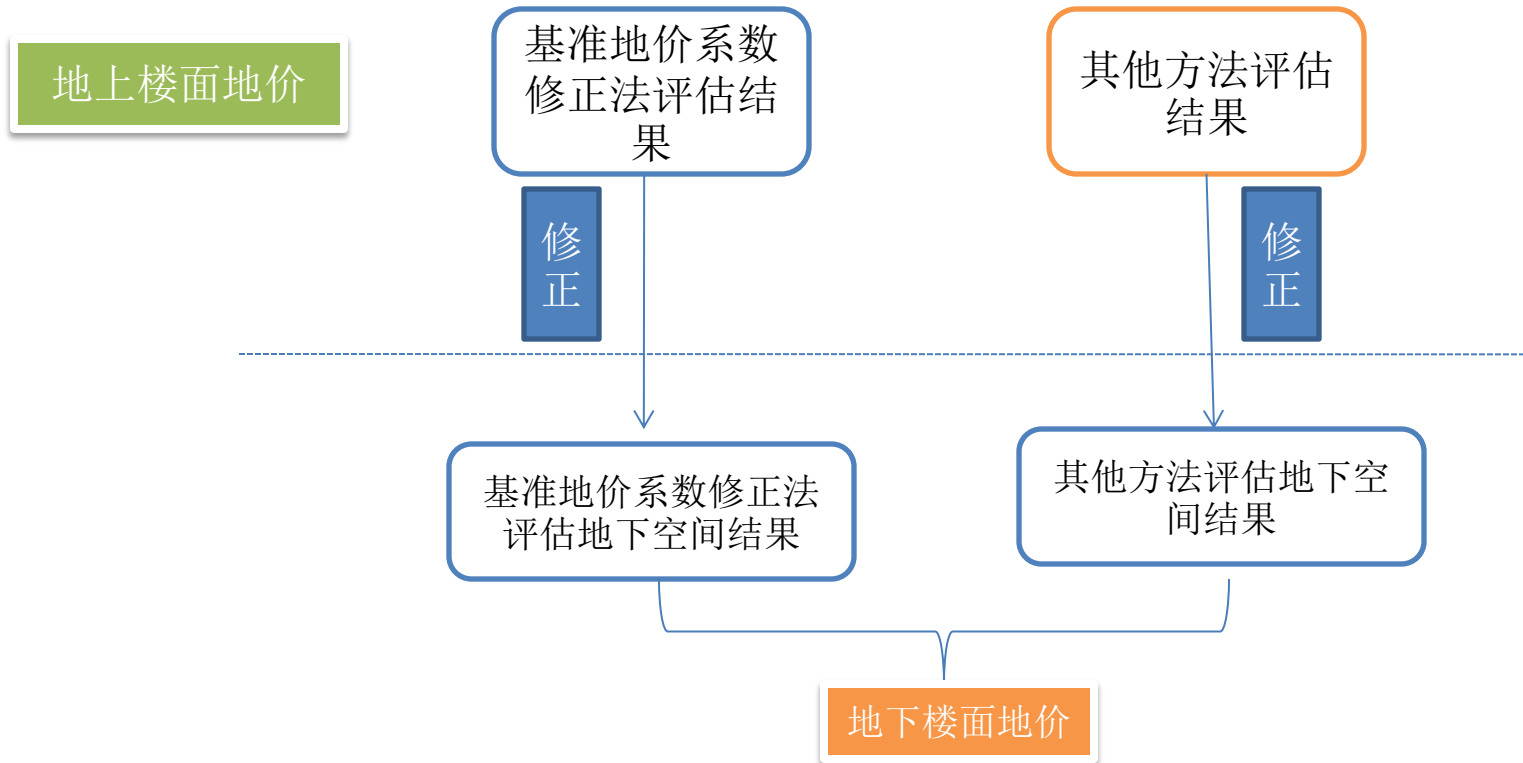 地上楼面地价
基准地价系数
修正法评估结
果
其他方法评估
结果
修
正
修
正
基准地价系数修正法
评估地下空间结果
其他方法评估地下空
间结果
地下楼面地价